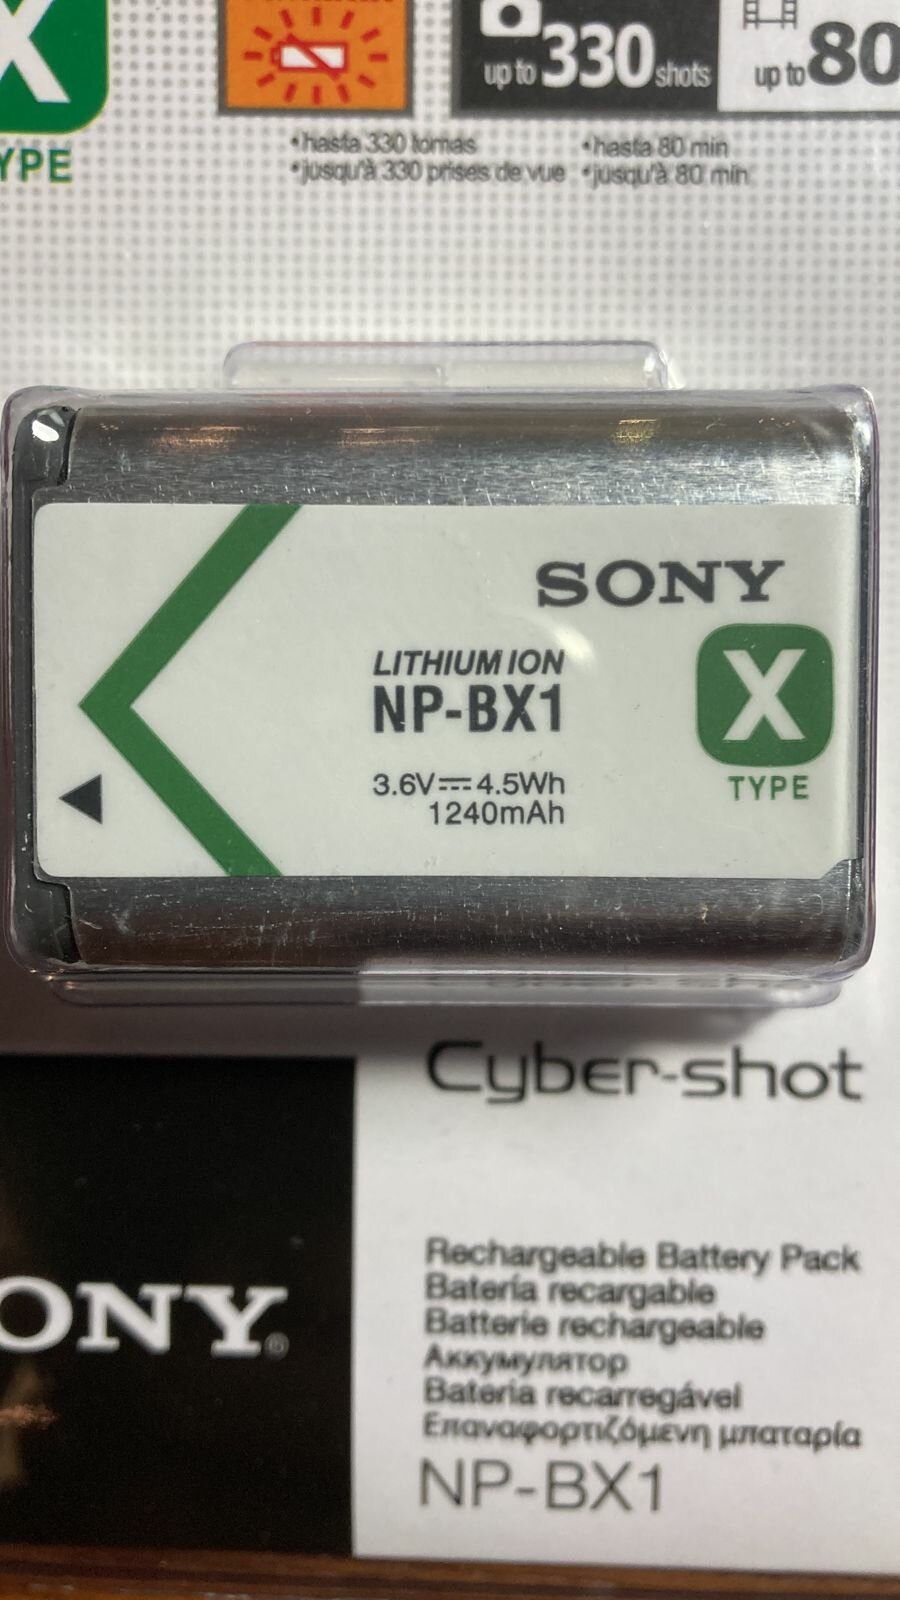 X
YPE
up to 330 shots
up to 80
•hasta 330 tomas
•jusqu'à 330 prises de vue
•hasta 80 min
•jusqu'à 80 min
SONY
LITHIUM ION
NP-BX1
X
TYPE
3.6V⎓4.5Wh
1240mAh
Cyber-shot
Rechargeable Battery Pack
Batería recargable
Batterie rechargeable
Аккумулятор
Bateria recarregável
Επαναφορτιζόμενη μπαταρία
NP-BX1
ONY®